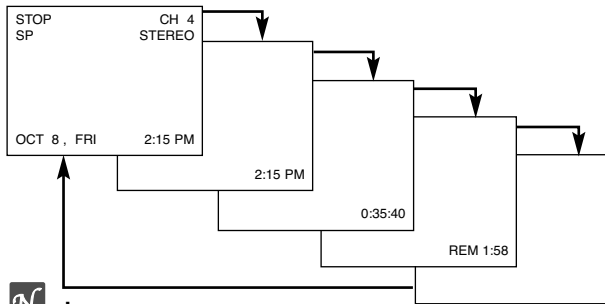 STOP CH 4
SP STEREO
OCT 8 , FRI 2:15 PM
2:15 PM
0:35:40
REM 1:58
N